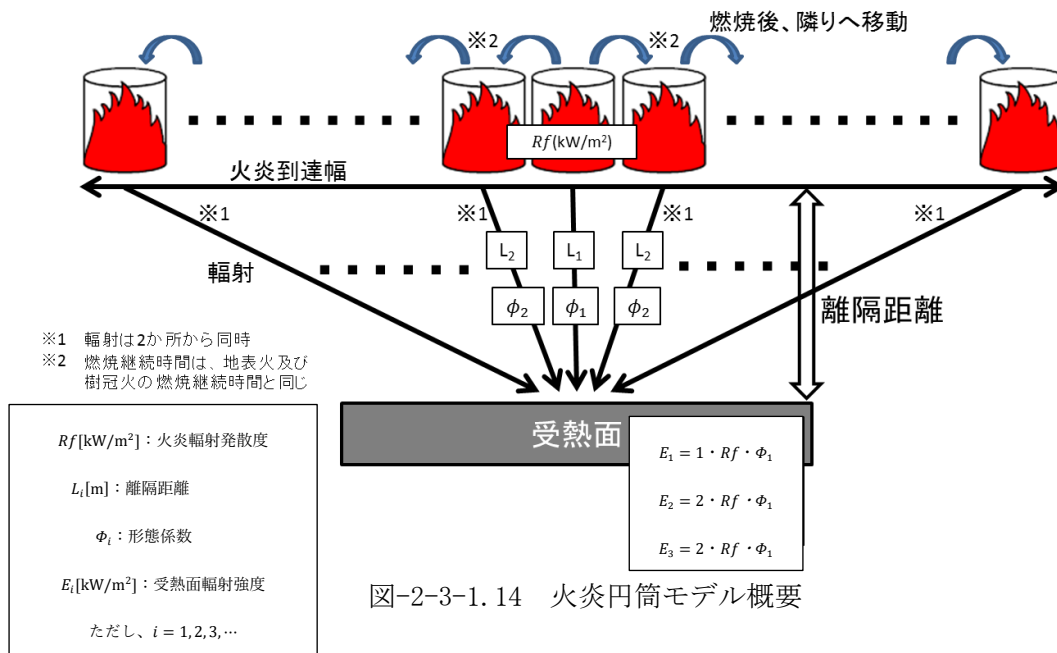 燃焼後、隣りへ移動
※2
※2
Rf(kW/m²)
火炎到達幅
※1
※1
※1
※1
L₂
L₁
L₂
輻射
ϕ₂
ϕ₁
ϕ₂
離隔距離
※1 輻射は2か所から同時
※2 燃焼継続時間は、地表火及び
樹冠火の燃焼継続時間と同じ
受熱面
Rf[kW/m²]：火炎輻射発散度
L_i[m]：離隔距離
Φ_i：形態係数
E_i[kW/m²]：受熱面輻射強度
ただし、i = 1,2,3,⋯
E₁ = 1・Rf・Φ₁
E₂ = 2・Rf・Φ₁
E₃ = 2・Rf・Φ₁
図-2-3-1.14 火炎円筒モデル概要